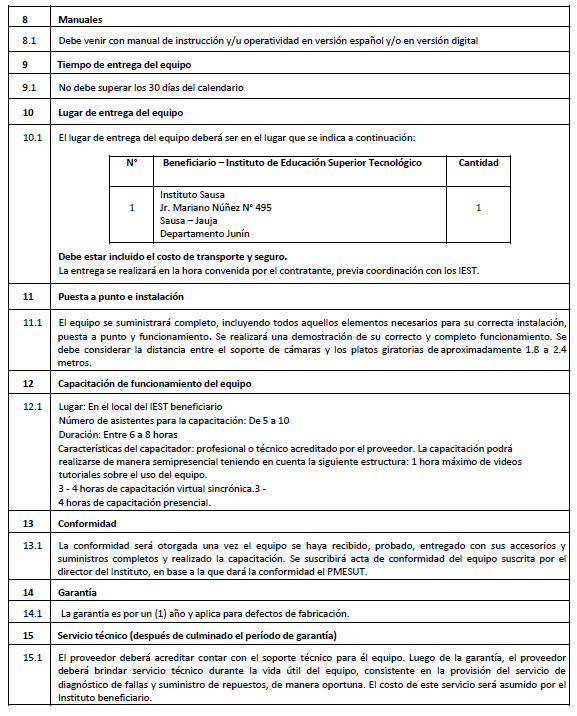 8 Manuales
8.1 Debe venir con manual de instrucción y/u operatividad en versión español y/o en versión digital
9 Tiempo de entrega del equipo
9.1 No debe superar los 30 días del calendario
10 Lugar de entrega del equipo
10.1 El lugar de entrega del equipo deberá ser en el lugar que se indica a continuación:
N° Beneficiario – Instituto de Educación Superior Tecnológico Cantidad
Instituto Sausa
Jr. Mariano Núñez N° 495
1 1
Sausa – Jauja
Departamento Junín
Debe estar incluido el costo de transporte y seguro.
La entrega se realizará en la hora convenida por el contratante, previa coordinación con los IEST.
11 Puesta a punto e instalación
11.1 El equipo se suministrará completo, incluyendo todos aquellos elementos necesarios para su correcta instalación,
puesta a punto y funcionamiento. Se realizará una demostración de su correcto y completo funcionamiento. Se
debe considerar la distancia entre el soporte de cámaras y los platos giratorias de aproximadamente 1.8 a 2.4
metros.
12 Capacitación de funcionamiento del equipo
12.1 Lugar: En el local del IEST beneficiario
Número de asistentes para la capacitación: De 5 a 10
Duración: Entre 6 a 8 horas
Características del capacitador: profesional o técnico acreditado por el proveedor. La capacitación podrá
realizarse de manera semipresencial teniendo en cuenta la siguiente estructura: 1 hora máximo de videos
tutoriales sobre el uso del equipo.
3 - 4 horas de capacitación virtual sincrónica.3 -
4 horas de capacitación presencial.
13 Conformidad
13.1 La conformidad será otorgada una vez el equipo se haya recibido, probado, entregado con sus accesorios y
suministros completos y realizado la capacitación. Se suscribirá acta de conformidad del equipo suscrita por el
director del Instituto, en base a la que dará la conformidad el PMESUT.
14 Garantía
14.1 La garantía es por un (1) año y aplica para defectos de fabricación.
15 Servicio técnico (después de culminado el período de garantía)
15.1 El proveedor deberá acreditar contar con el soporte técnico para él equipo. Luego de la garantía, el proveedor
deberá brindar servicio técnico durante la vida útil del equipo, consistente en la provisión del servicio de
diagnóstico de fallas y suministro de repuestos, de manera oportuna. El costo de este servicio será asumido por el
Instituto beneficiario.